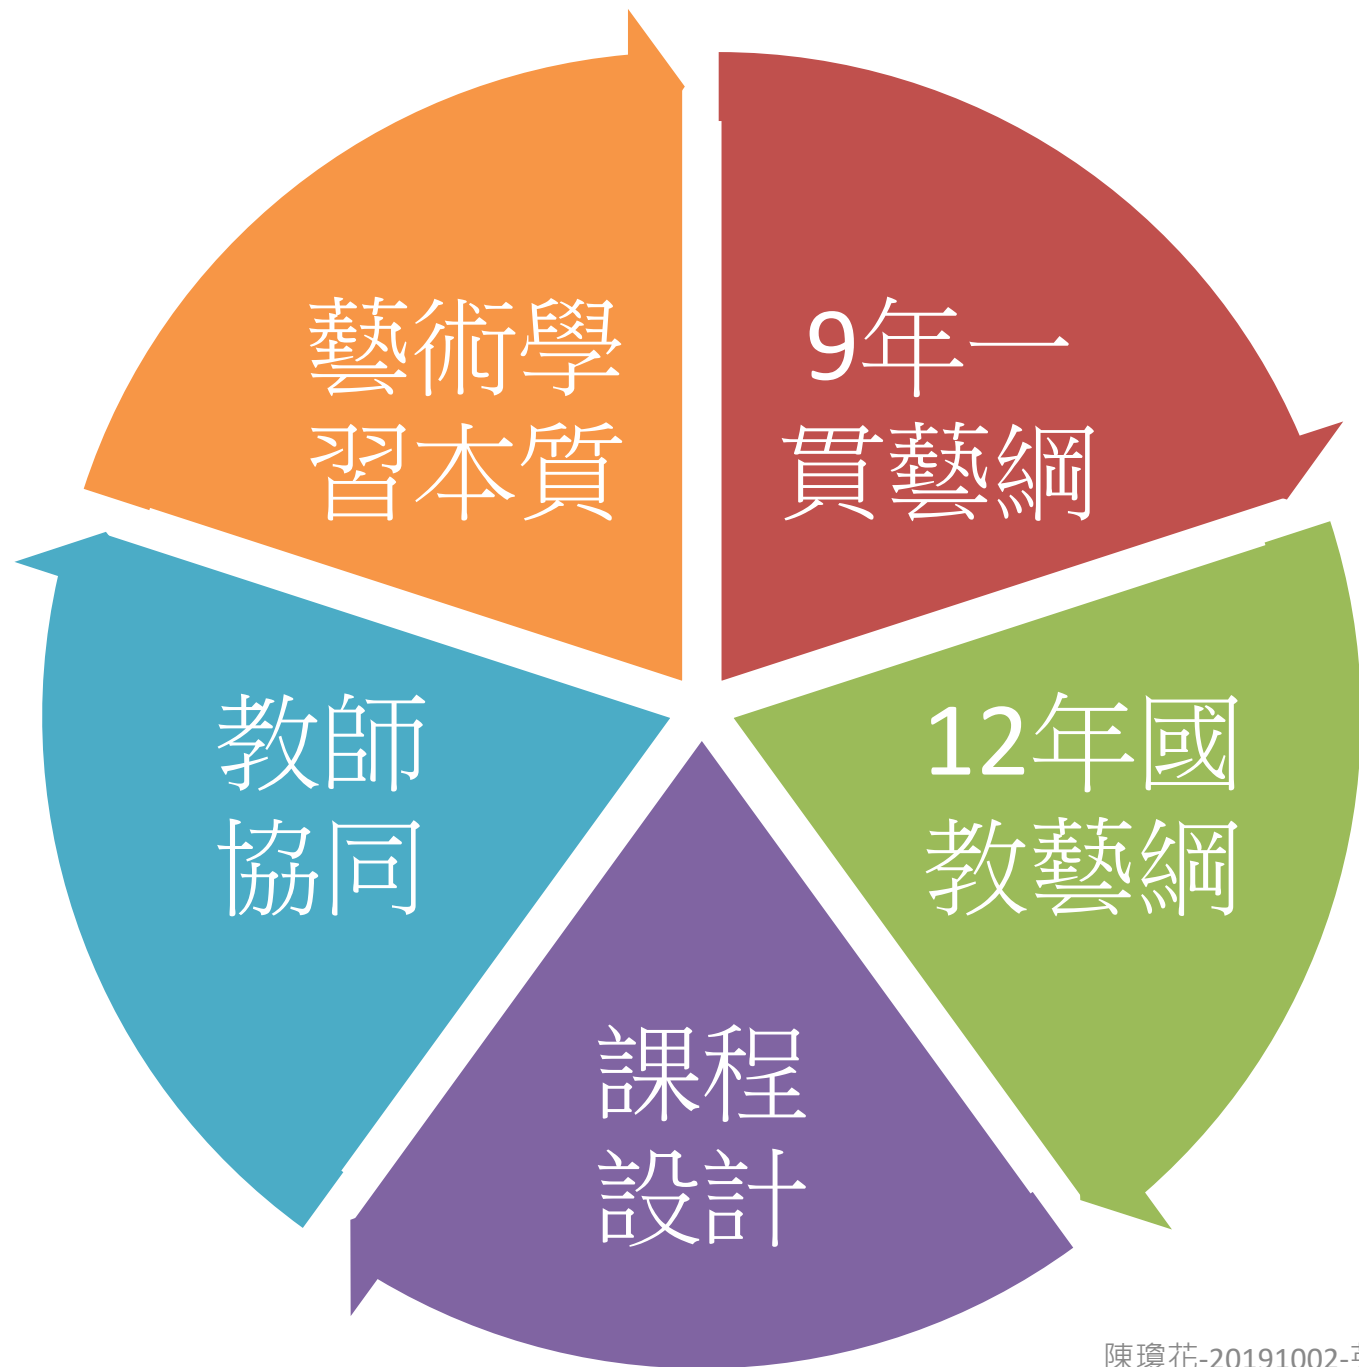 9年一
貫藝綱
12年國
教藝綱
課程
設計
教師
協同
藝術學
習本質
陳瓊花-20191002-